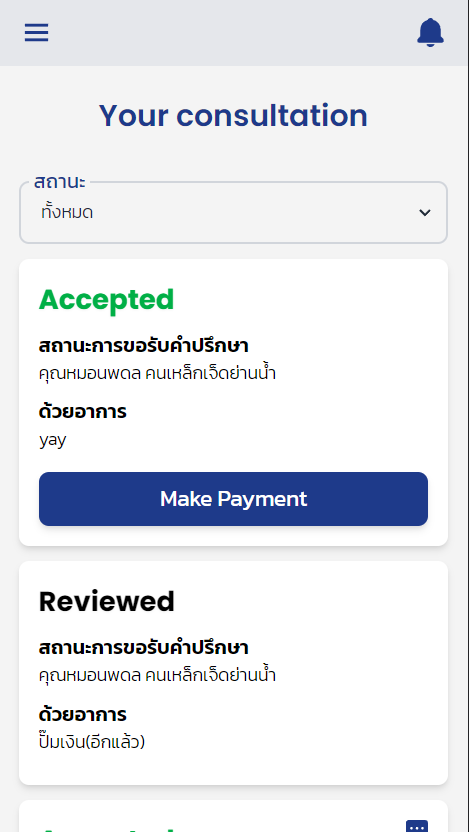 Your consultation
สถานะ
ทั้งหมด
Accepted
สถานะการขอรับคำปรึกษา
คุณหมอนพดล คนเหล็กเจ็ดย่านน้ำ
ด้วยอาการ
yay
Make Payment
Reviewed
สถานะการขอรับคำปรึกษา
คุณหมอนพดล คนเหล็กเจ็ดย่านน้ำ
ด้วยอาการ
ปั๊มเงิน(อีกแล้ว)